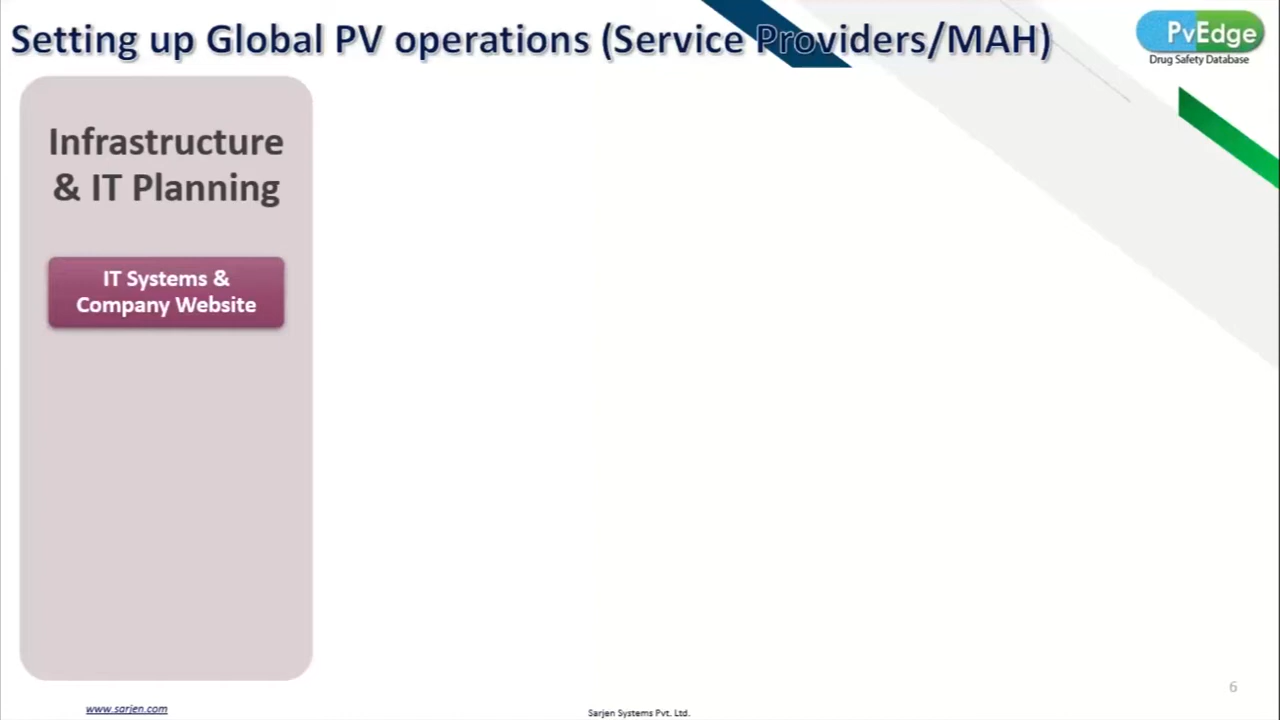 Setting up Global PV operations (Service Providers/MAH)
PvEdge
Drug Safety Database
Infrastructure
& IT Planning
IT Systems &
Company Website
6
www.sarjen.com
Sarjen Systems Pvt. Ltd.